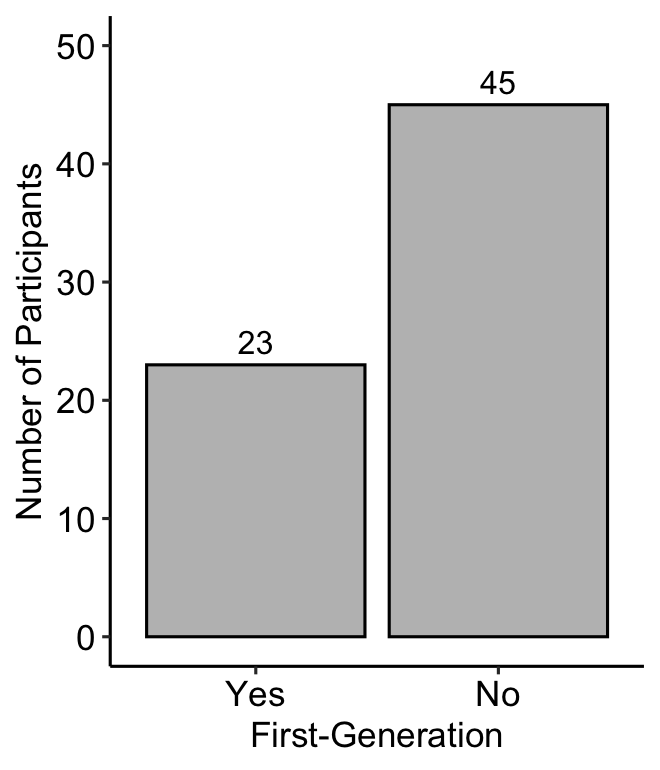 Number of Participants
50
40
30
20
10
0
23
45
Yes
No
First-Generation